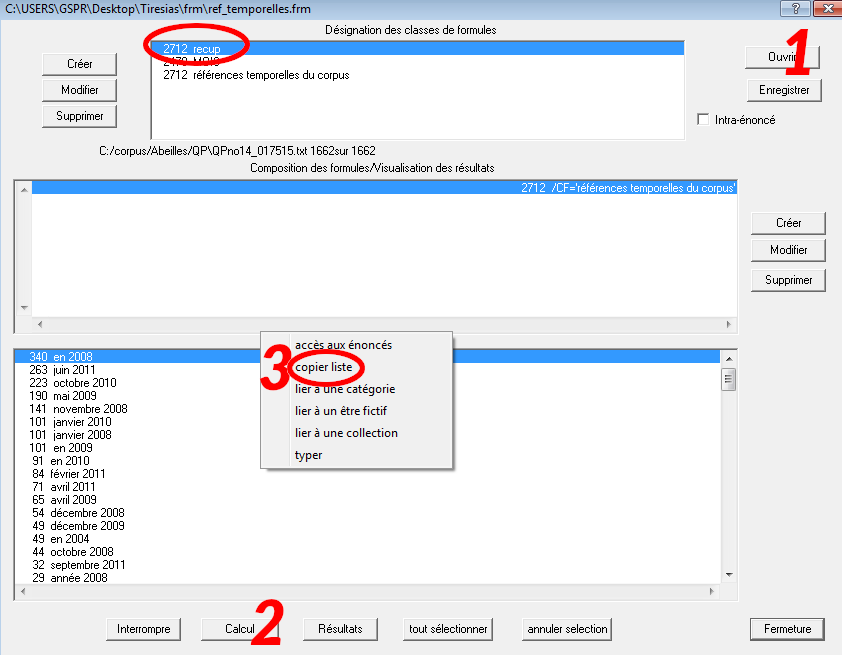 C:\USERS\GSPR\Desktop\Tiresias\frm\ref_temporelles.frm
?
Désignation des classes de formules
1
Créer
Modifier
Supprimer
2712 recup
2470 MOIS
2712 références temporelles du corpus
Ouvrir
Enregistrer
Intra-énoncé
C:/corpus/Abeilles/QP\QPno14_017515.txt 1662sur 1662
Composition des formules/Visualisation des résultats
2712 /CF='références temporelles du corpus'
Créer
Modifier
Supprimer
340 en 2008
263 juin 2011
223 octobre 2010
190 mai 2009
141 novembre 2008
101 janvier 2010
101 janvier 2008
101 en 2009
91 en 2010
84 février 2011
71 avril 2011
65 avril 2009
54 décembre 2008
49 décembre 2009
49 en 2004
44 octobre 2008
32 septembre 2011
29 année 2008
3
accès aux énoncés
copier liste
lier à une catégorie
lier à un être fictif
lier à une collection
typer
Interrompre
Calcul
2
Résultats
tout sélectionner
annuler selection
Fermeture